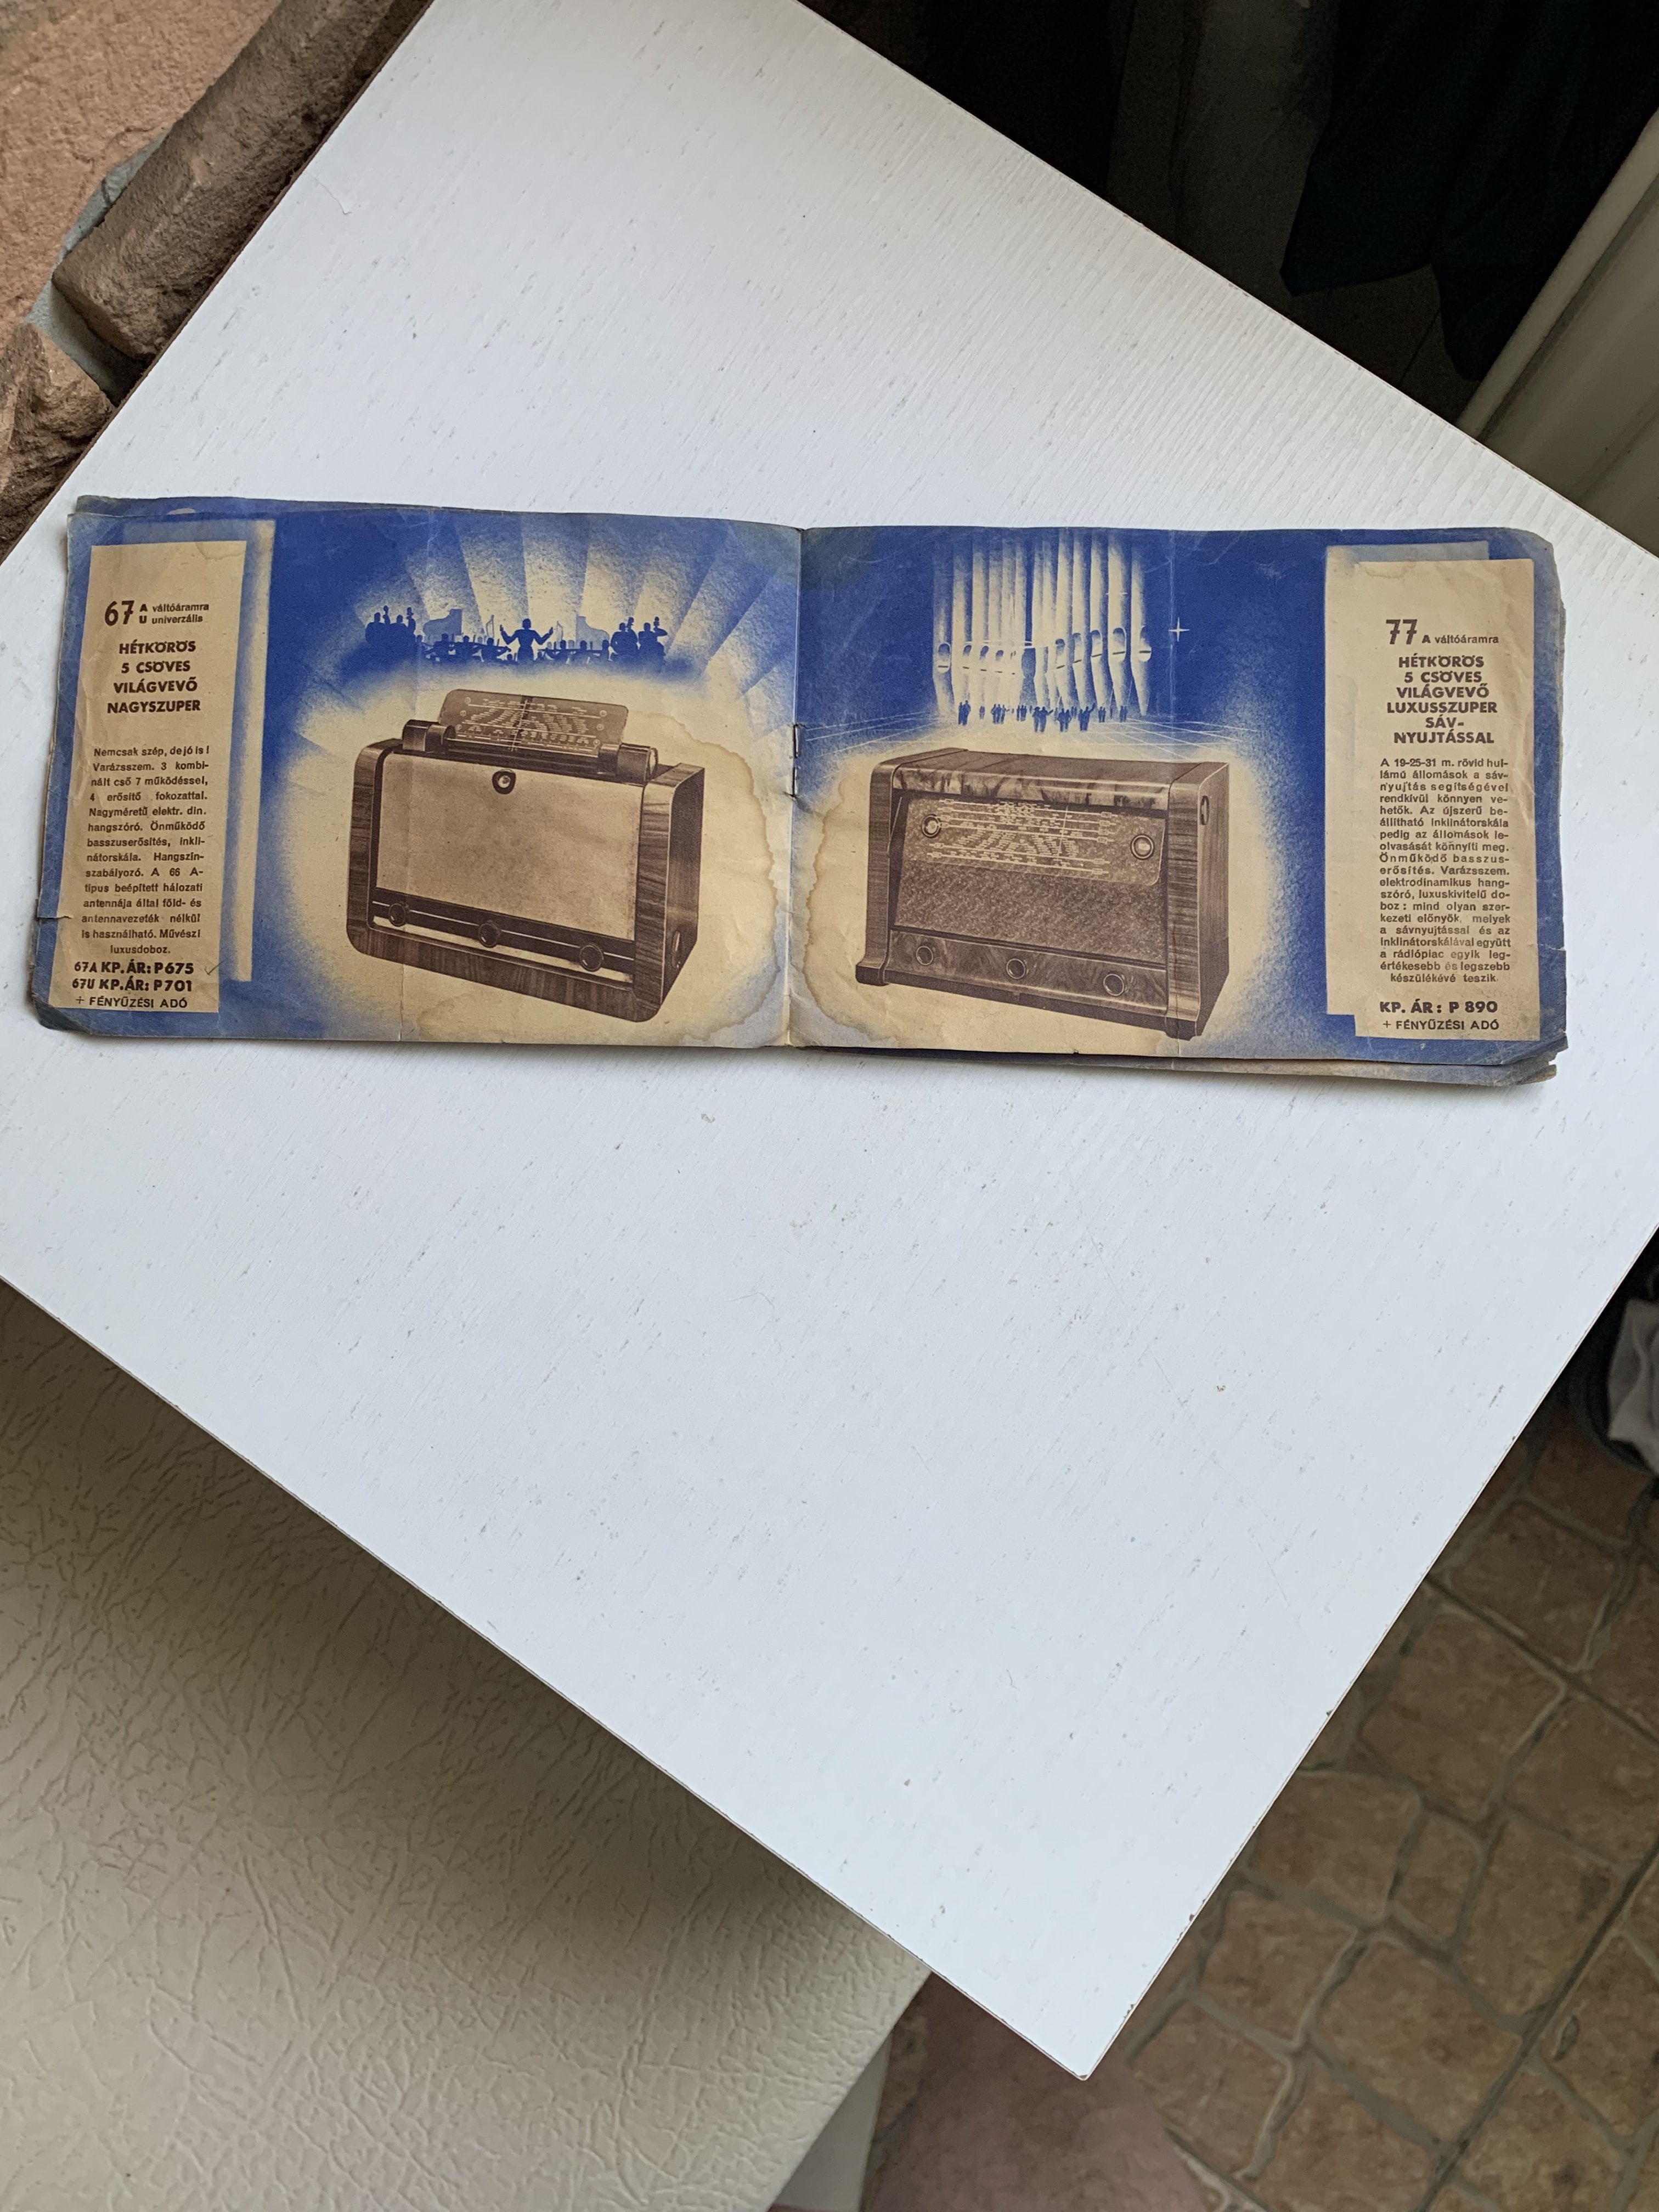 67 A váltóáramra
U univerzális
HÉTKÖRÖS
5 CSÖVES
VILÁGVEVŐ
NAGYSZUPER
Nemcsak szép, de jó is!
Varázsszem. 3 kombi-
nált cső 7 működéssel,
4 erősítő fokozattal.
Nagyméretű elektr. din.
hangszóró. Önműködő
basszuserősítés, inkli-
nátorskála. Hangszin-
szabályozó. A 66 A-
tipus beépített hálozati
antennája által föld- és
antennavezeték nélkül
is használható. Művészi
luxusdoboz.
67A KP. ÁR: P 675
67U KP. ÁR: P 701
+ FÉNYŰZÉSI ADÓ
77 A váltóáramra
HÉTKÖRÖS
5 CSÖVES
VILÁGVEVŐ
LUXUSSZUPER
SÁV-
NYUJTÁSSAL
A 19-25-31 m. rövid hul-
lámú állomások a sáv-
nyujtás segítségével
rendkívül könnyen ve-
hetők. Az újszerű be-
állítható inklinátorskála
pedig az állomások le-
olvasását könnyíti meg.
Önműködő basszus-
erősítés. Varázsszem.
elektrodinamikus hang-
szóró, luxuskivitelű do-
boz: mind olyan szer-
kezeti előnyök, melyek
a sávnyujtással és az
inklinátorskálával együtt
a rádiópiac egyik leg-
értékesebb és legszebb
készülékévé teszik.
KP. ÁR: P 890
+ FÉNYŰZÉSI ADÓ